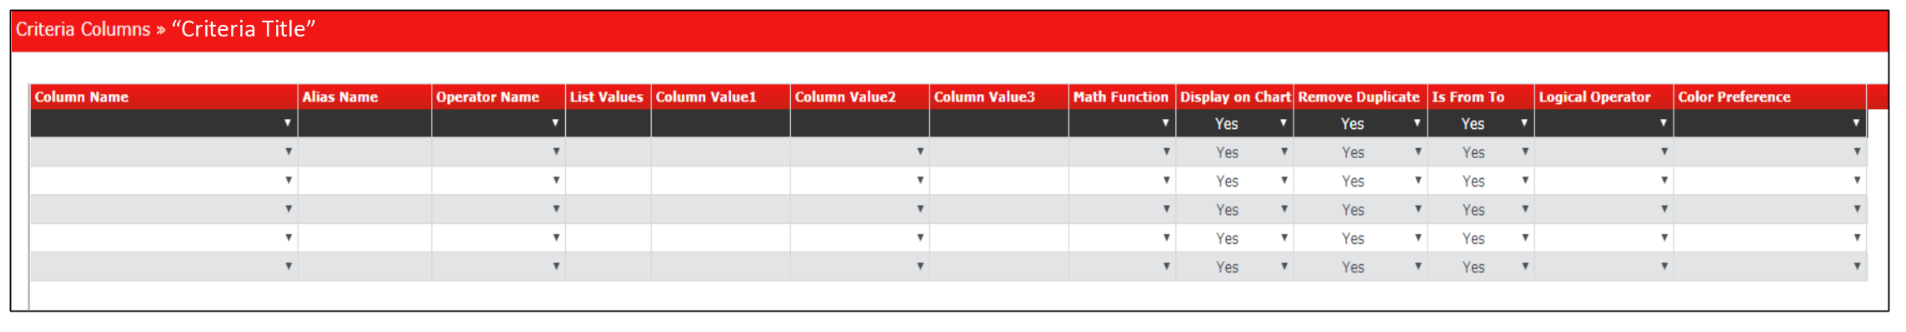 Criteria Columns » “Criteria Title”
Column Name Alias Name Operator Name List Values Column Value1 Column Value2 Column Value3 Math Function Display on Chart Remove Duplicate Is From To Logical Operator Color Preference
Yes Yes Yes
Yes Yes Yes
Yes Yes Yes
Yes Yes Yes
Yes Yes Yes
Yes Yes Yes